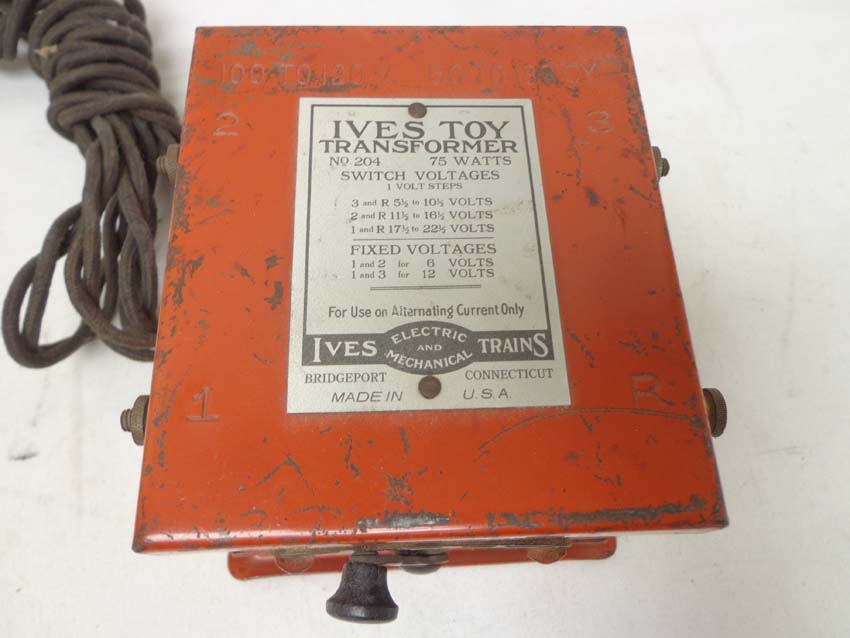 100 TO 120 V.
2
3
IVES TOY
TRANSFORMER
No. 204 75 WATTS
SWITCH VOLTAGES
1 VOLT STEPS
3 and R 5½ to 10½ VOLTS
2 and R 11½ to 16½ VOLTS
1 and R 17½ to 22½ VOLTS
FIXED VOLTAGES
1 and 2 for 6 VOLTS
1 and 3 for 12 VOLTS
For Use on Alternating Current Only
IVES ELECTRIC AND MECHANICAL TRAINS
BRIDGEPORT CONNECTICUT
MADE IN U.S.A.
1
R